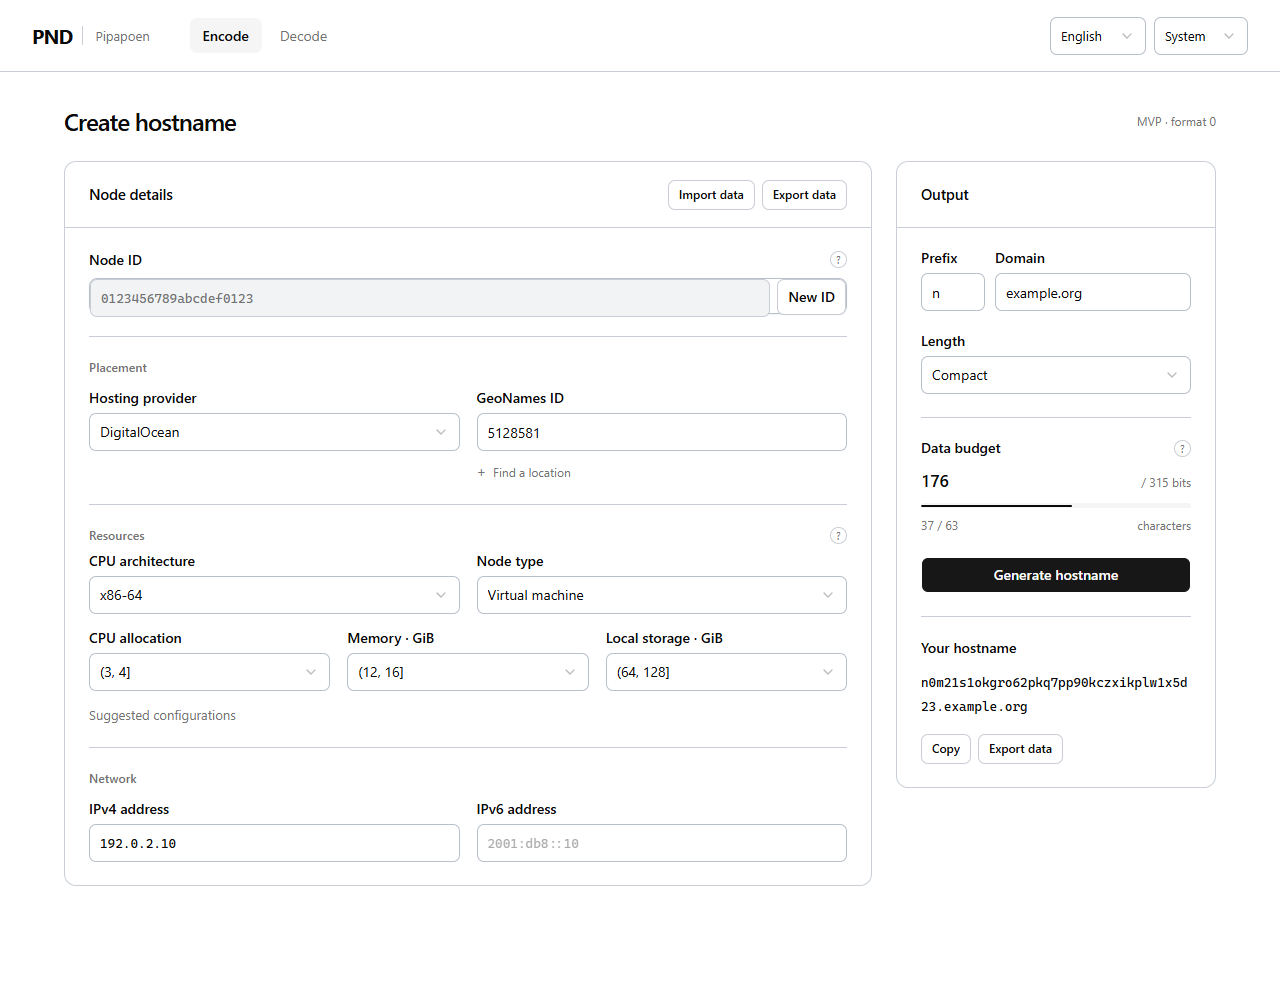 PND Pipapoen Encode Decode English System
Create hostname MVP · format 0
Node details Import data Export data
Node ID ?
0123456789abcdef0123 New ID
Placement
Hosting provider GeoNames ID
DigitalOcean 5128581
+ Find a location
Resources ?
CPU architecture Node type
x86-64 Virtual machine
CPU allocation Memory · GiB Local storage · GiB
(3, 4] (12, 16] (64, 128]
Suggested configurations
Network
IPv4 address IPv6 address
192.0.2.10 2001:db8::10
Output
Prefix Domain
n example.org
Length
Compact
Data budget ?
176 / 315 bits
37 / 63 characters
Generate hostname
Your hostname
n0m21s1okgro62pkq7pp90kczxikplw1x5d
23.example.org
Copy Export data